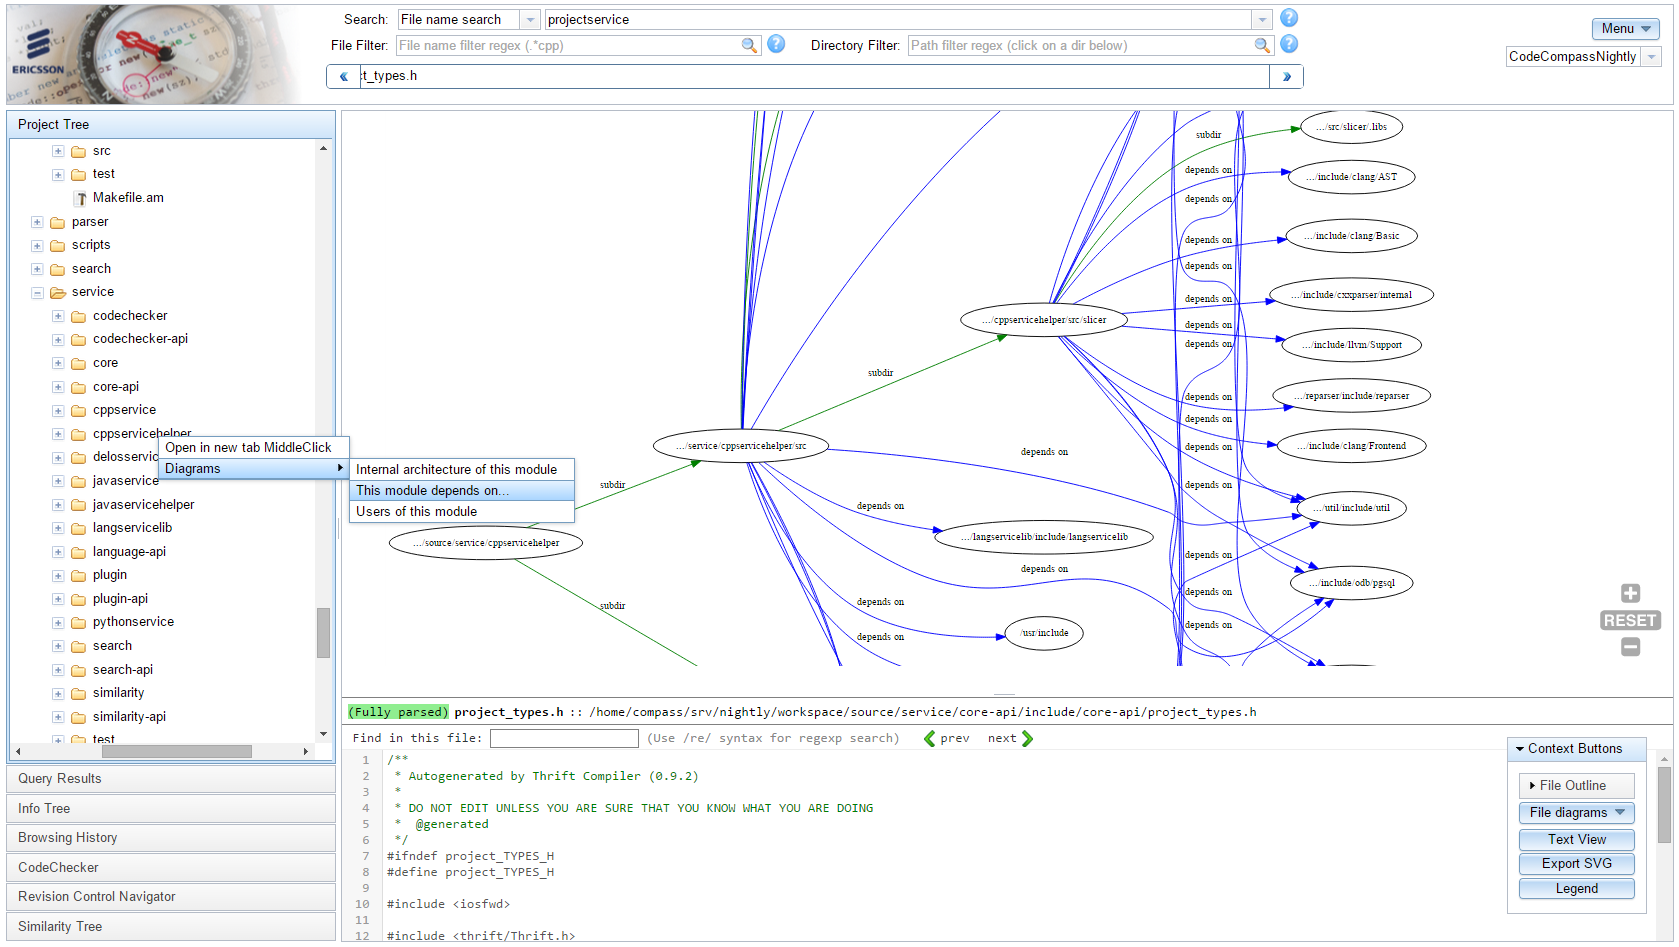 ERICSSON
Search:
File name search
projectservice
File Filter:
File name filter regex (.*cpp)
Directory Filter:
Path filter regex (click on a dir below)
Menu
CodeCompassNightly
t_types.h
Project Tree
src
test
Makefile.am
parser
scripts
search
service
codechecker
codechecker-api
core
core-api
cppservice
cppservicehelper
delosservic
javaservice
javaservicehelper
langservicelib
language-api
plugin
plugin-api
pythonservice
search
search-api
similarity
similarity-api
test
Open in new tab MiddleClick
Diagrams
Internal architecture of this module
This module depends on...
Users of this module
Query Results
Info Tree
Browsing History
CodeChecker
Revision Control Navigator
Similarity Tree
subdir
.../src/slicer/.libs
depends on
.../include/clang/AST
depends on
depends on
.../include/clang/Basic
depends on
depends on
.../include/cxxparser/internal
.../cppservicehelper/src/slicer
depends on
depends on
.../include/llvm/Support
subdir
depends on
.../reparser/include/reparser
depends on
.../service/cppservicehelper/src
depends on
.../include/clang/Frontend
depends on
subdir
depends on
.../util/include/util
.../source/service/cppservicehelper
.../langservicelib/include/langservicelib
depends on
depends on
.../include/odb/pgsql
subdir
depends on
depends on
/usr/include
depends on
depends on
RESET
(Fully parsed) project_types.h :: /home/compass/srv/nightly/workspace/source/service/core-api/include/core-api/project_types.h
Find in this file:
(Use /re/ syntax for regexp search)
prev
next
1 /**
2 * Autogenerated by Thrift Compiler (0.9.2)
3 *
4 * DO NOT EDIT UNLESS YOU ARE SURE THAT YOU KNOW WHAT YOU ARE DOING
5 * @generated
6 */
7 #ifndef project_TYPES_H
8 #define project_TYPES_H
9
10 #include <iosfwd>
11
12 #include <thrift/Thrift.h>
Context Buttons
File Outline
File diagrams
Text View
Export SVG
Legend